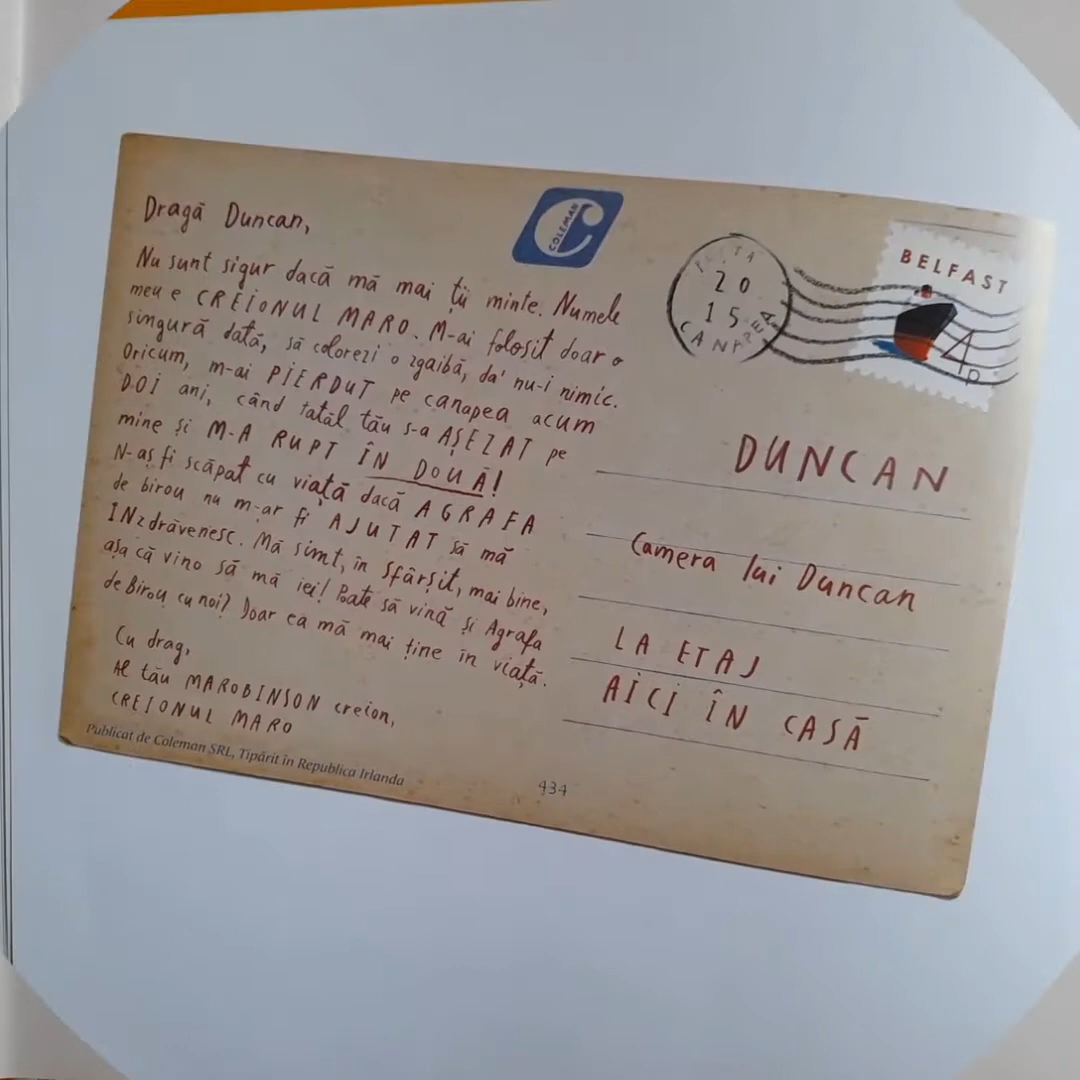 Dragă Duncan,
Nu sunt sigur dacă mă mai ții minte. Numele
meu e CREIONUL MARO. M-ai folosit doar o
singură dată, să colorezi o zgaibă, da' nu-i nimic.
Oricum, m-ai PIERDUT pe canapea acum
DOI ani, când tatăl tău s-a AȘEZAT pe
mine și M-A RUPT ÎN DOUĂ!
N-aș fi scăpat cu viață dacă AGRAFA
de birou nu m-ar fi AJUTAT să mă
INzdrăvenesc. Mă simt, în sfârșit, mai bine,
așa că vino să mă iei! Poate să vină și Agrafa
de Birou cu noi? Doar ea mă mai ține în viață.
Cu drag,
Al tău MAROBINSON creion,
CREIONUL MARO
Publicat de Coleman SRL, Tipărit în Republica Irlanda
434
COLEMAN
20
15
CANAPEA
BELFAST
4p
DUNCAN
Camera lui Duncan
LA ETAJ
AICI ÎN CASĂ